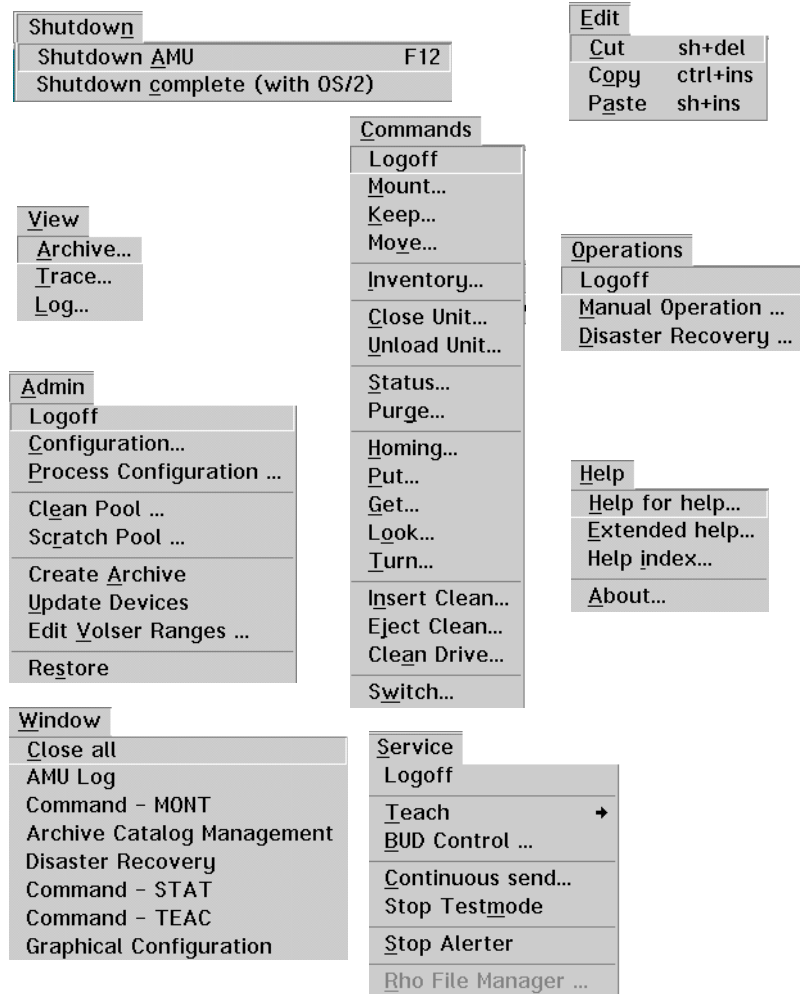 Shutdown
Shutdown AMU F12
Shutdown complete (with OS/2)
Edit
Cut sh+del
Copy ctrl+ins
Paste sh+ins
Commands
Logoff
Mount...
Keep...
Move...
Inventory...
Close Unit...
Unload Unit...
Status...
Purge...
Homing...
Put...
Get...
Look...
Turn...
Insert Clean...
Eject Clean...
Clean Drive...
Switch...
View
Archive...
Trace...
Log...
Operations
Logoff
Manual Operation ...
Disaster Recovery ...
Admin
Logoff
Configuration...
Process Configuration ...
Clean Pool ...
Scratch Pool ...
Create Archive
Update Devices
Edit Volser Ranges ...
Restore
Help
Help for help...
Extended help...
Help index...
About...
Window
Close all
AMU Log
Command - MONT
Archive Catalog Management
Disaster Recovery
Command - STAT
Command - TEAC
Graphical Configuration
Service
Logoff
Teach
BUD Control ...
Continuous send...
Stop Testmode
Stop Alerter
Rho File Manager ...